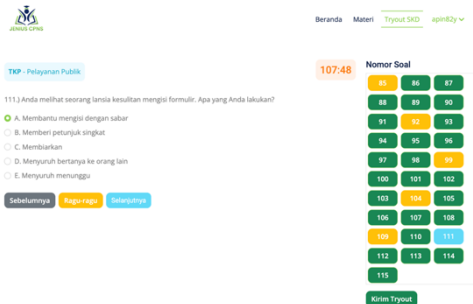 JENIUS CPNS
Beranda Materi Tryout SKD apin82y
TKP - Pelayanan Publik
107:48
111.) Anda melihat seorang lansia kesulitan mengisi formulir. Apa yang Anda lakukan?
A. Membantu mengisi dengan sabar
B. Memberi petunjuk singkat
C. Membiarkan
D. Menyuruh bertanya ke orang lain
E. Menyuruh menunggu
Sebelumnya Ragu-ragu Selanjutnya
Nomor Soal
85 86 87
88 89 90
91 92 93
94 95 96
97 98 99
100 101 102
103 104 105
106 107 108
109 110 111
112 113 114
115
Kirim Tryout